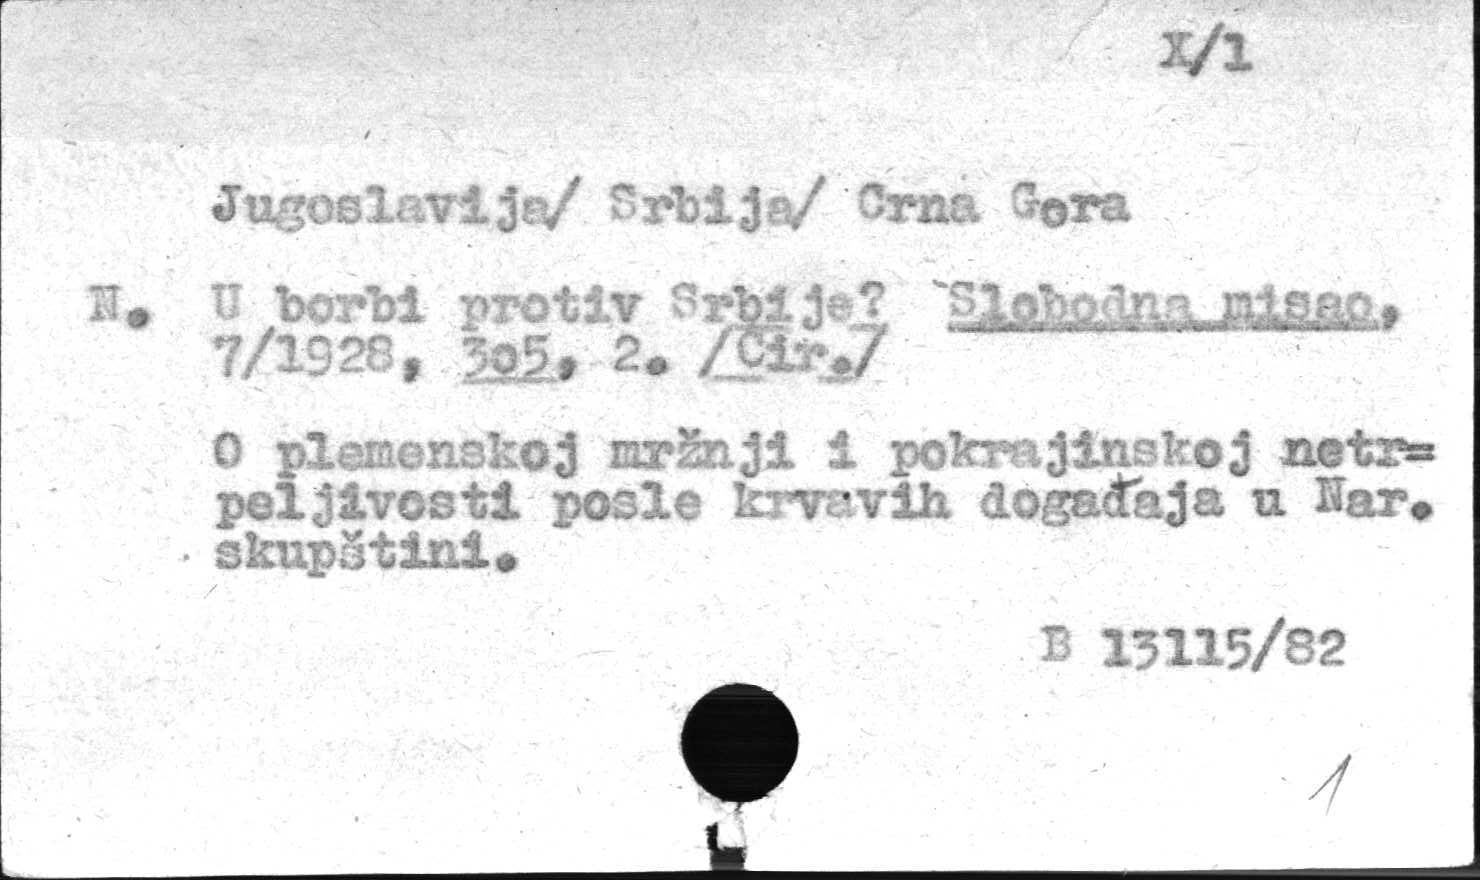 X/1
Jugoslavija/ Srbija/ Crna Gora
N. U borbi protiv Srbije? Slobodna misao,
7/1928, 3o5, 2. /Cir./
O plemenskoj mržnji i pokrajinskoj netr=
peljivosti posle krvavih događaja u Nar.
skupštini.
B 13115/82
1